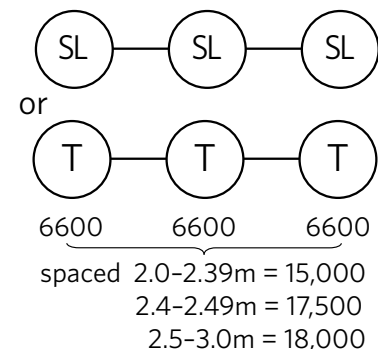 SL SL SL
or
T T T
6600 6600 6600
spaced 2.0-2.39m = 15,000
2.4-2.49m = 17,500
2.5-3.0m = 18,000